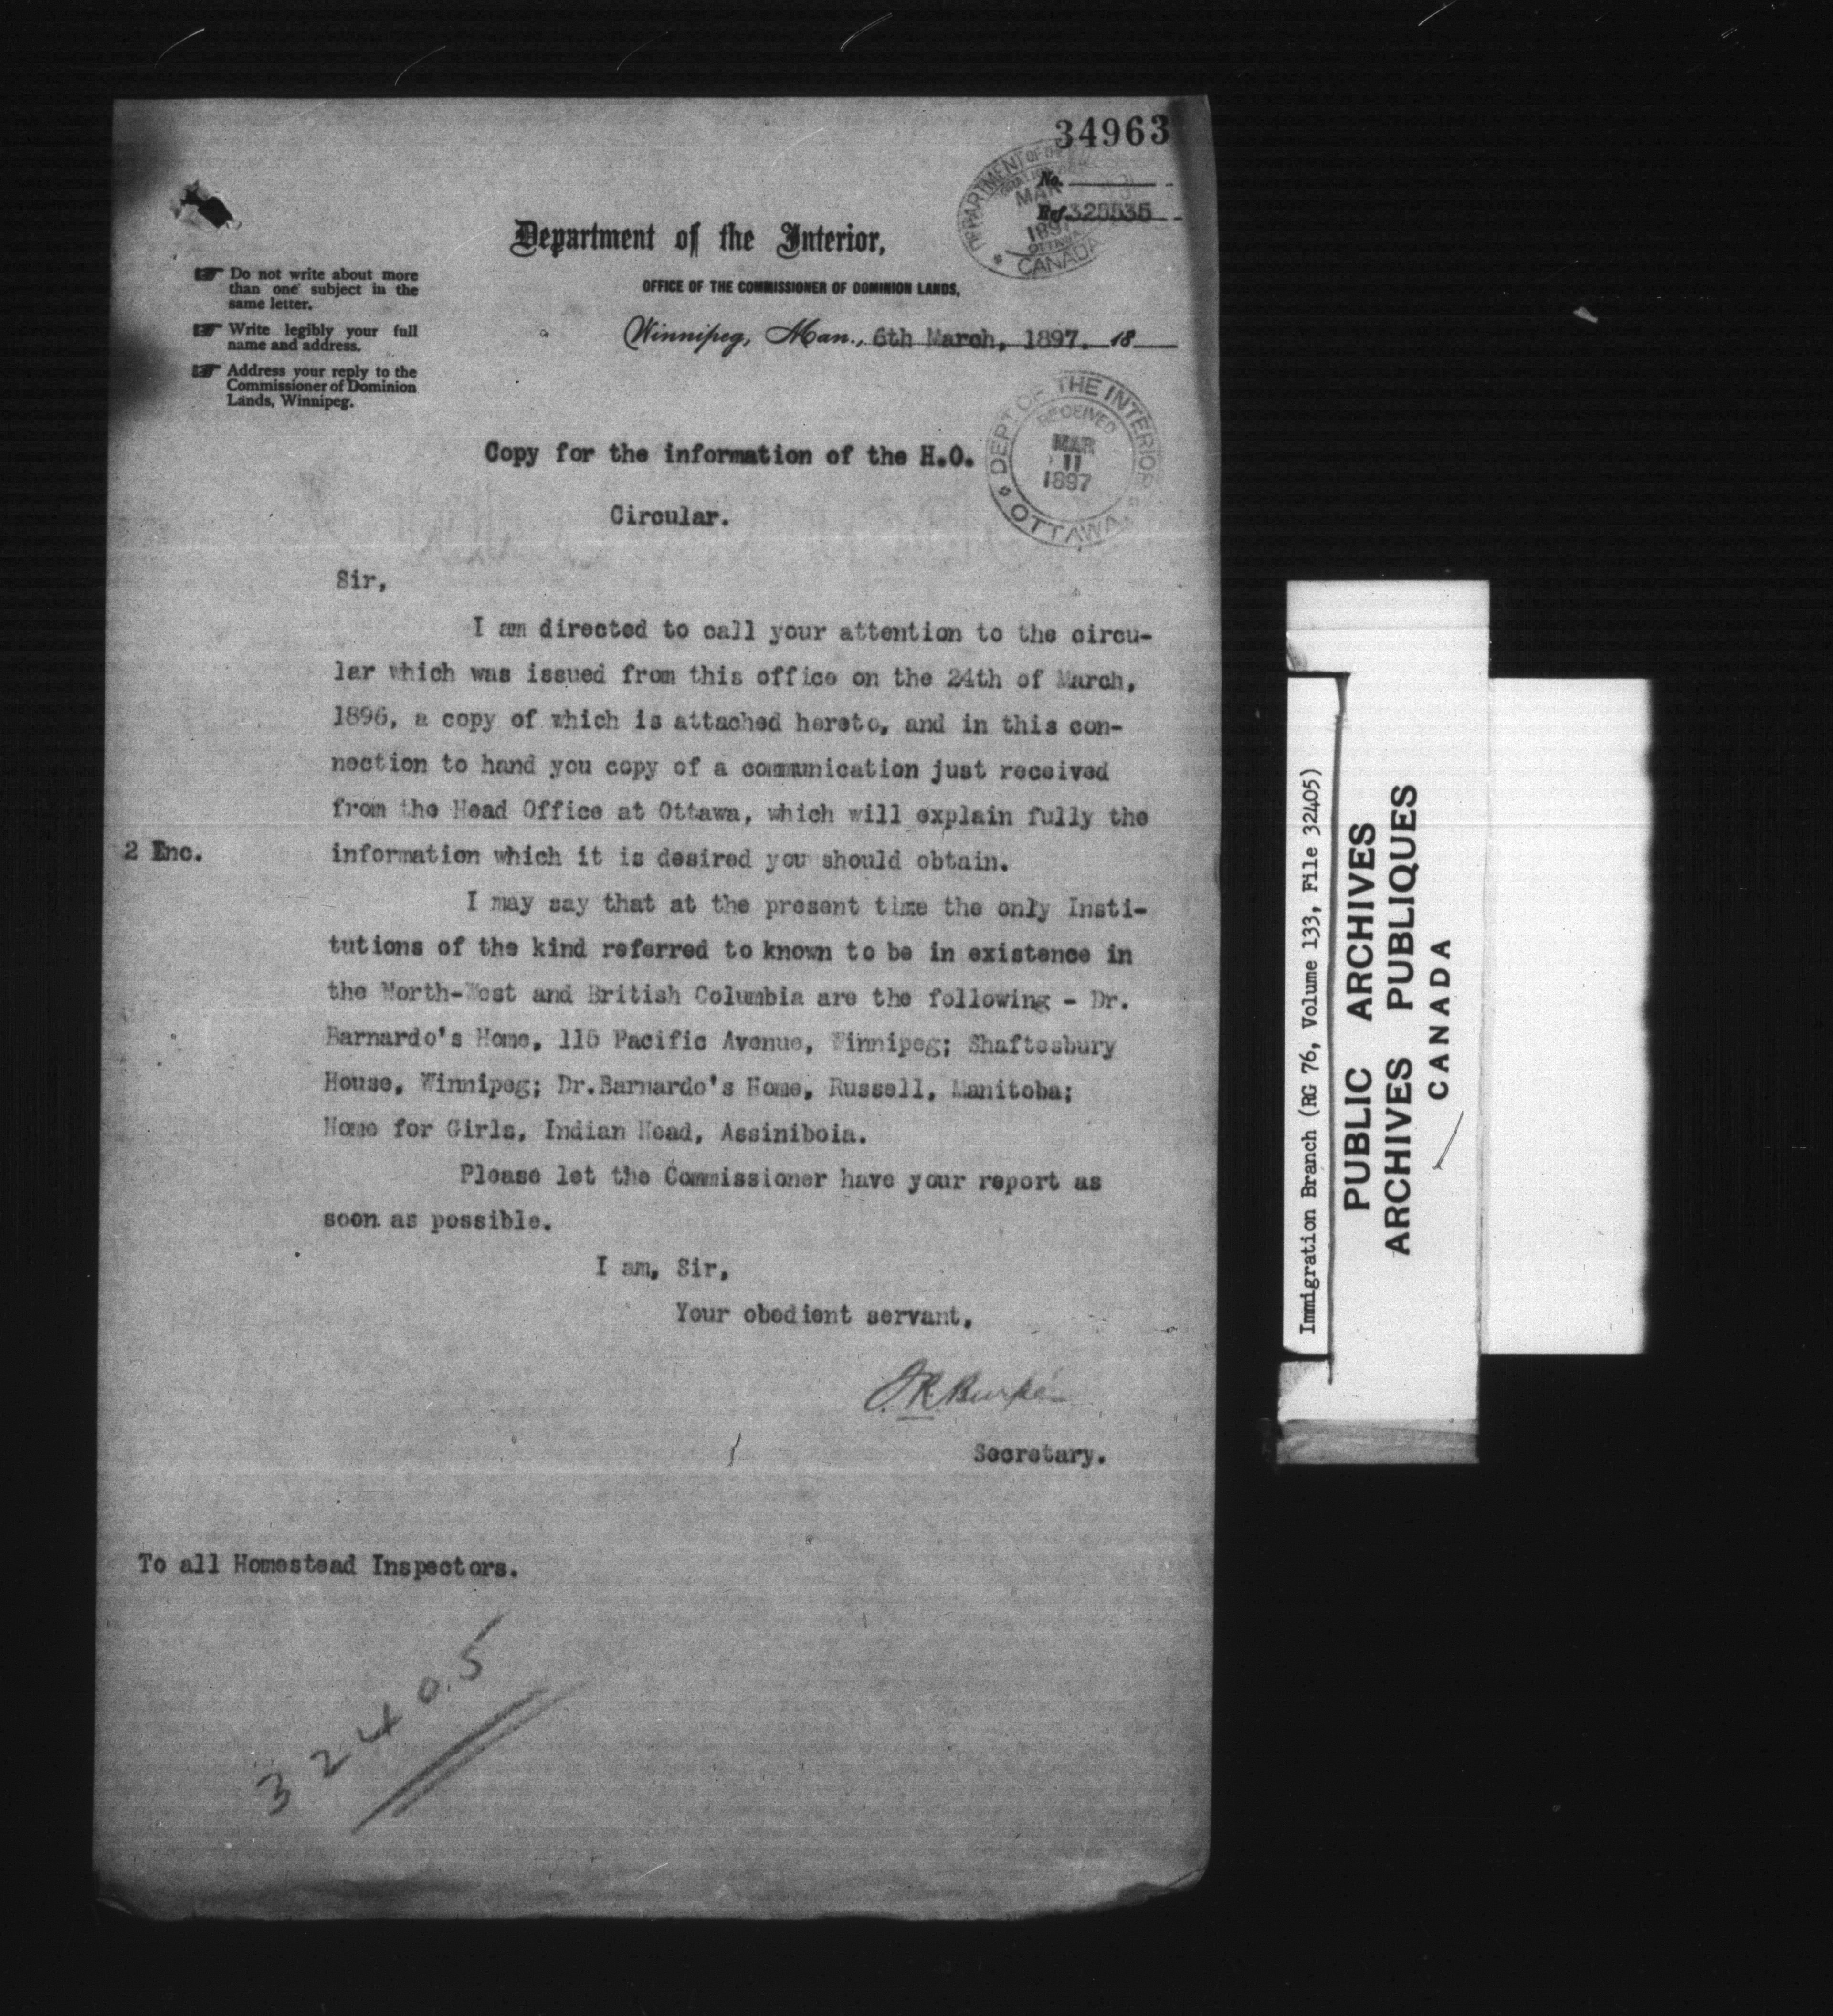 34963
DEPARTMENT OF THE
No.
MAR
Ref. 325535
1897
OTTAWA
CANADA
Department of the Interior,
OFFICE OF THE COMMISSIONER OF DOMINION LANDS,
Winnipeg, Man., 6th March, 1897. 18
Do not write about more
than one subject in the
same letter.
Write legibly your full
name and address.
Address your reply to the
Commissioner of Dominion
Lands, Winnipeg.
DEPT OF THE INTERIOR
RECEIVED
MAR
11
1897
OTTAWA
Copy for the information of the H.O.
Circular.
Sir,
I am directed to call your attention to the circu-
lar which was issued from this office on the 24th of March,
1896, a copy of which is attached hereto, and in this con-
nection to hand you copy of a communication just received
from the Head Office at Ottawa, which will explain fully the
2 Inc. information which it is desired you should obtain.
I may say that at the present time the only Insti-
tutions of the kind referred to known to be in existence in
the North-West and British Columbia are the following - Dr.
Barnardo's Home, 115 Pacific Avenue, Winnipeg; Shaftesbury
House, Winnipeg; Dr.Barnardo's Home, Russell, Manitoba;
Home for Girls, Indian Head, Assiniboia.
Please let the Commissioner have your report as
soon as possible.
I am, Sir,
Your obedient servant,
Secretary.
To all Homestead Inspectors.
32405
Immigration Branch (RG 76, Volume 133, File 32405)
PUBLIC ARCHIVES
ARCHIVES PUBLIQUES
CANADA